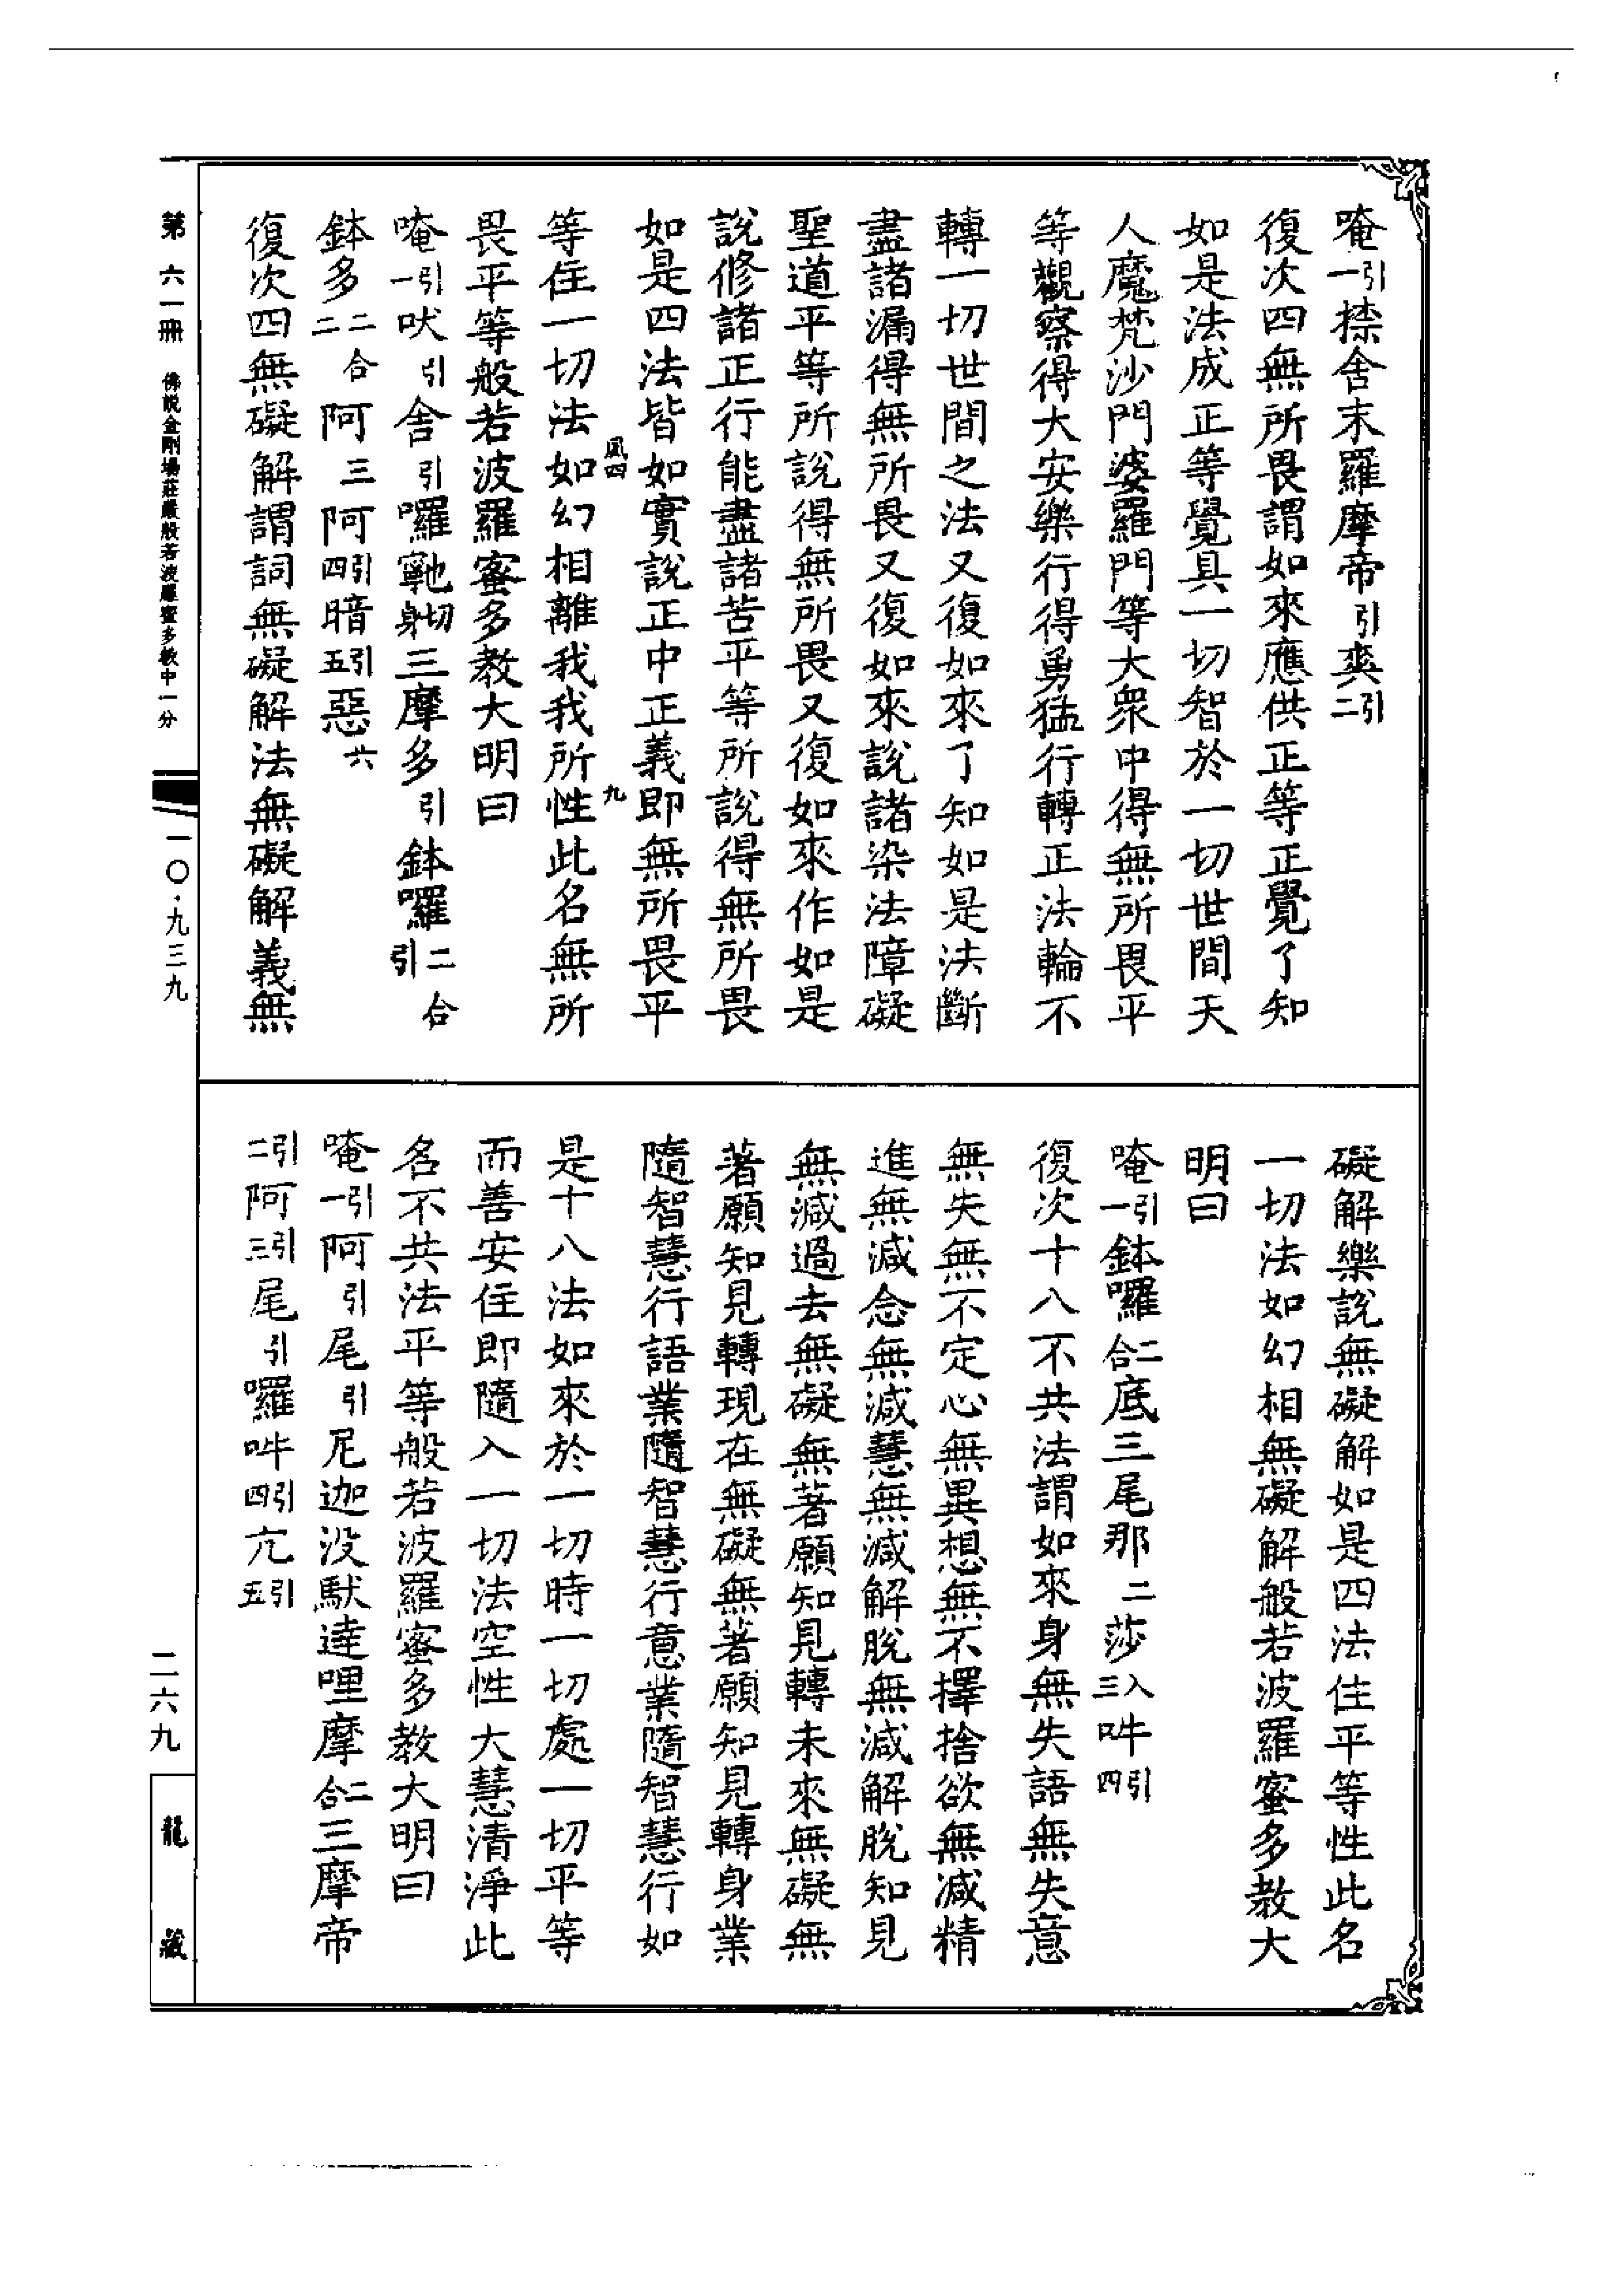 唵引一捺舍末羅摩帝引來引二
復次四無所畏謂如來應供正等正覺了知
如是法成正等覺具一切智於一切世間天
人魔梵沙門婆羅門等大衆中得無所畏平
等觀察得大安樂行得勇猛行轉正法輪不
轉一切世間之法又復如來了知如是法斷
盡諸漏得無所畏又復如來說諸染法障礙
聖道平等所說得無所畏又復如來作如是
說修諸正行能盡諸苦平等所說得無所畏
如是四法皆如實說正中正義即無所畏平
鳳四 九
等住一切法如幻相離我我所性此名無所
畏平等般若波羅蜜多教大明曰
唵引一吠引舍引囉寧也切身三摩多引鉢囉二合引
鉢多二合二阿三阿引四暗引五惡六
復次四無礙解謂詞無礙解法無礙解義無
礙解樂說無礙解如是四法住平等性此名
一切法如幻相無礙解般若波羅蜜多教大
明曰
唵引一鉢囉二合底三尾那二莎入三吽引四
復次十八不共法謂如來身無失語無失意
無失無不定心無異想無不擇捨欲無減精
進無減念無減慧無減解脫無減解脫知見
無減過去無礙無著願知見轉未來無礙無
著願知見轉現在無礙無著願知見轉身業
隨智慧行語業隨智慧行意業隨智慧行如
是十八法如來於一切時一切處一切平等
而善安住即隨入一切法空性大慧清淨此
名不共法平等般若波羅蜜多教大明曰
唵引一阿引尾引尼迦没馱達哩摩二合三摩帝
引二阿引三尾引囉吽引四亢引五
第六一冊 佛說金剛場莊嚴般若波羅蜜多教中一分
一〇·九三九
二六九
龍藏